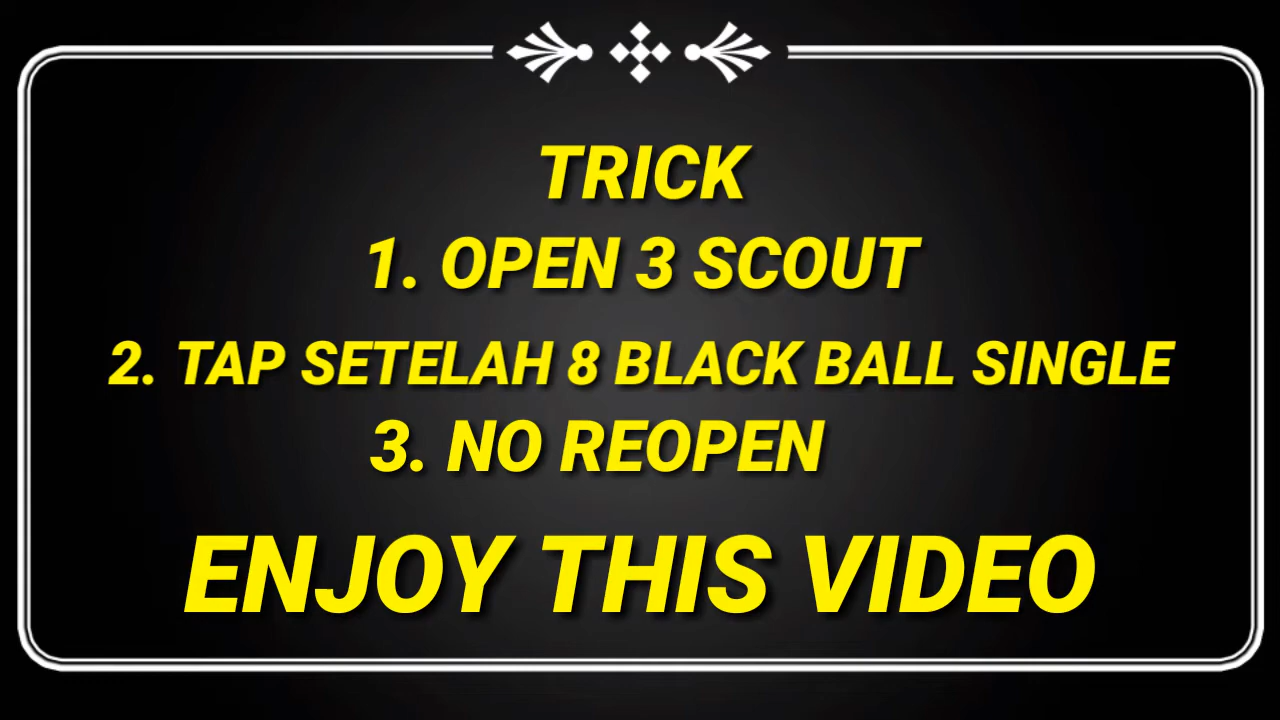 TRICK
1. OPEN 3 SCOUT
2. TAP SETELAH 8 BLACK BALL SINGLE
3. NO REOPEN
ENJOY THIS VIDEO